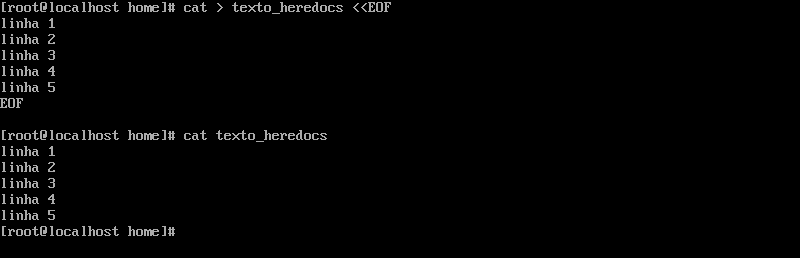 [root@localhost home]# cat > texto_heredocs <<EOF
linha 1
linha 2
linha 3
linha 4
linha 5
EOF
[root@localhost home]# cat texto_heredocs
linha 1
linha 2
linha 3
linha 4
linha 5
[root@localhost home]#